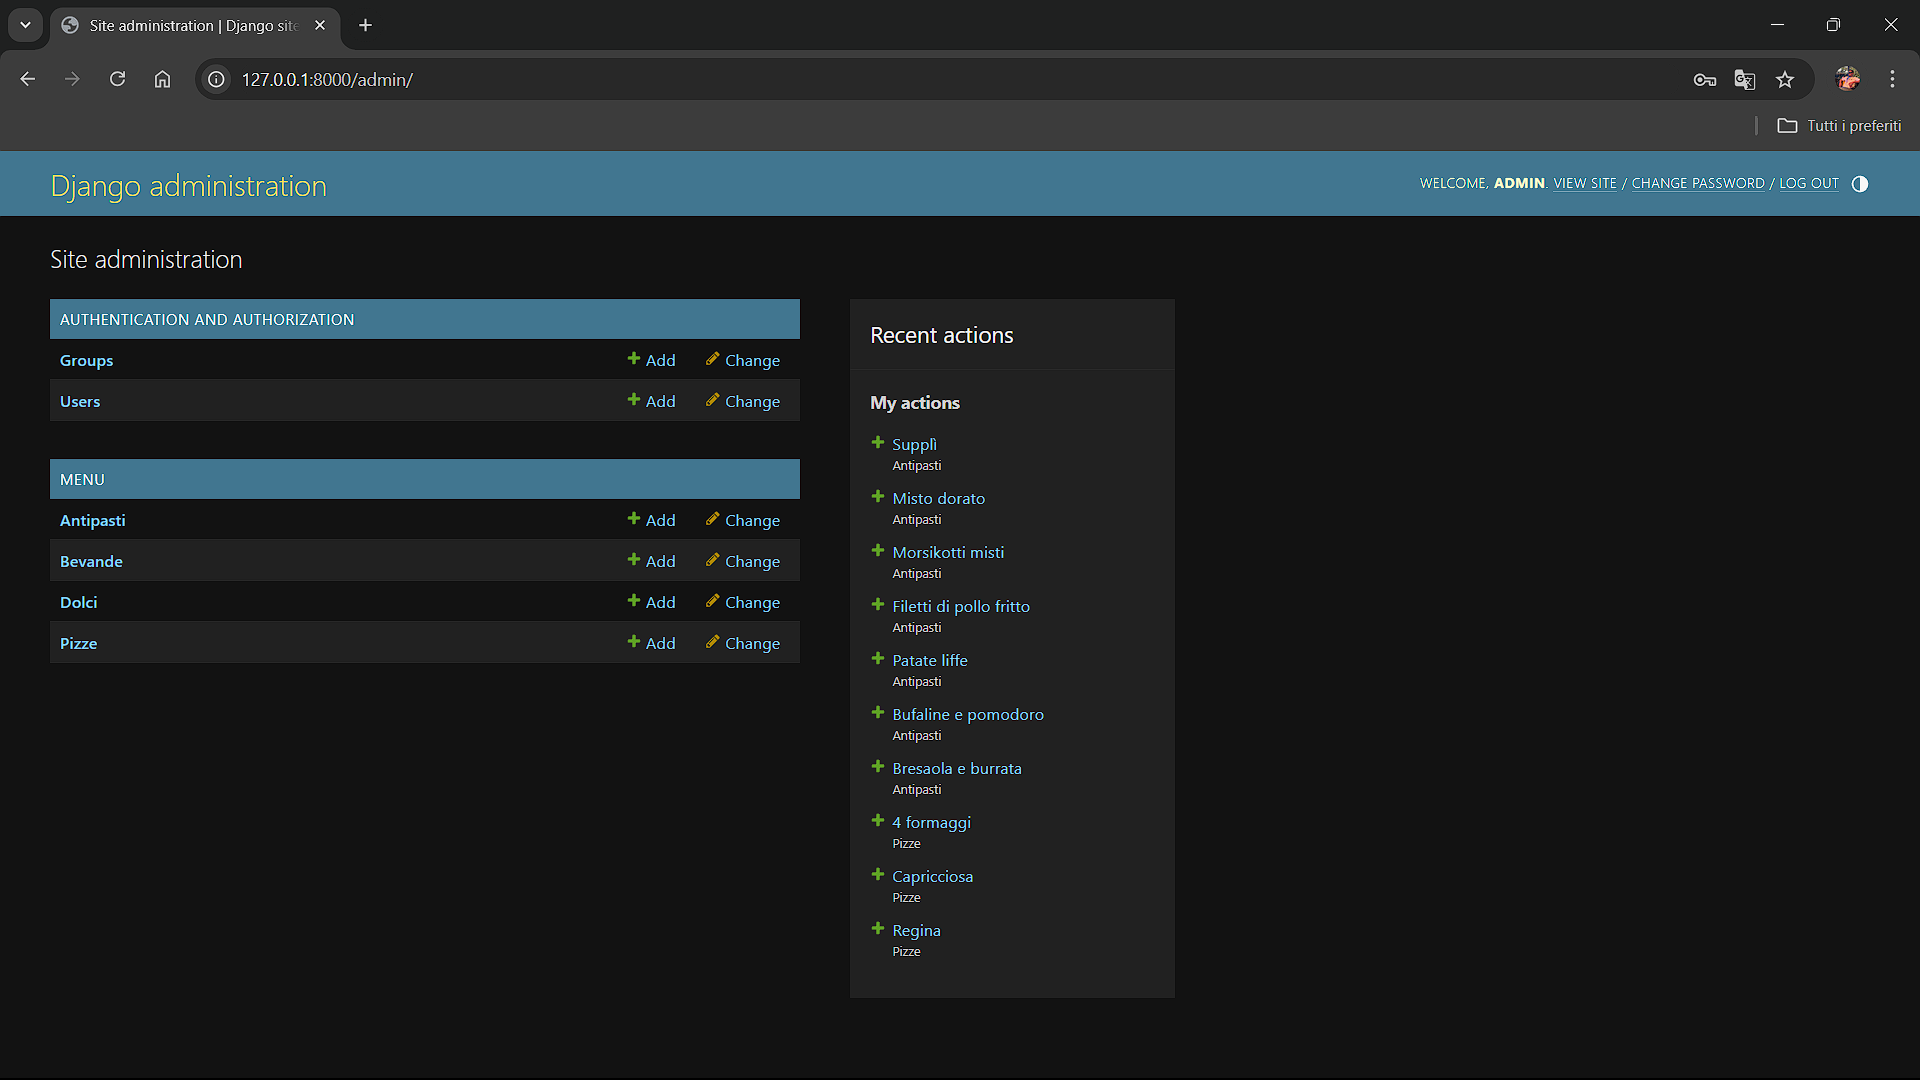 Site administration | Django site
127.0.0.1:8000/admin/
Tutti i preferiti
Django administration
WELCOME, ADMIN. VIEW SITE / CHANGE PASSWORD / LOG OUT
Site administration
AUTHENTICATION AND AUTHORIZATION
Groups Add Change
Users Add Change
MENU
Antipasti Add Change
Bevande Add Change
Dolci Add Change
Pizze Add Change
Recent actions
My actions
Supplì
Antipasti
Misto dorato
Antipasti
Morsikotti misti
Antipasti
Filetti di pollo fritto
Antipasti
Patate liffe
Antipasti
Bufaline e pomodoro
Antipasti
Bresaola e burrata
Antipasti
4 formaggi
Pizze
Capricciosa
Pizze
Regina
Pizze